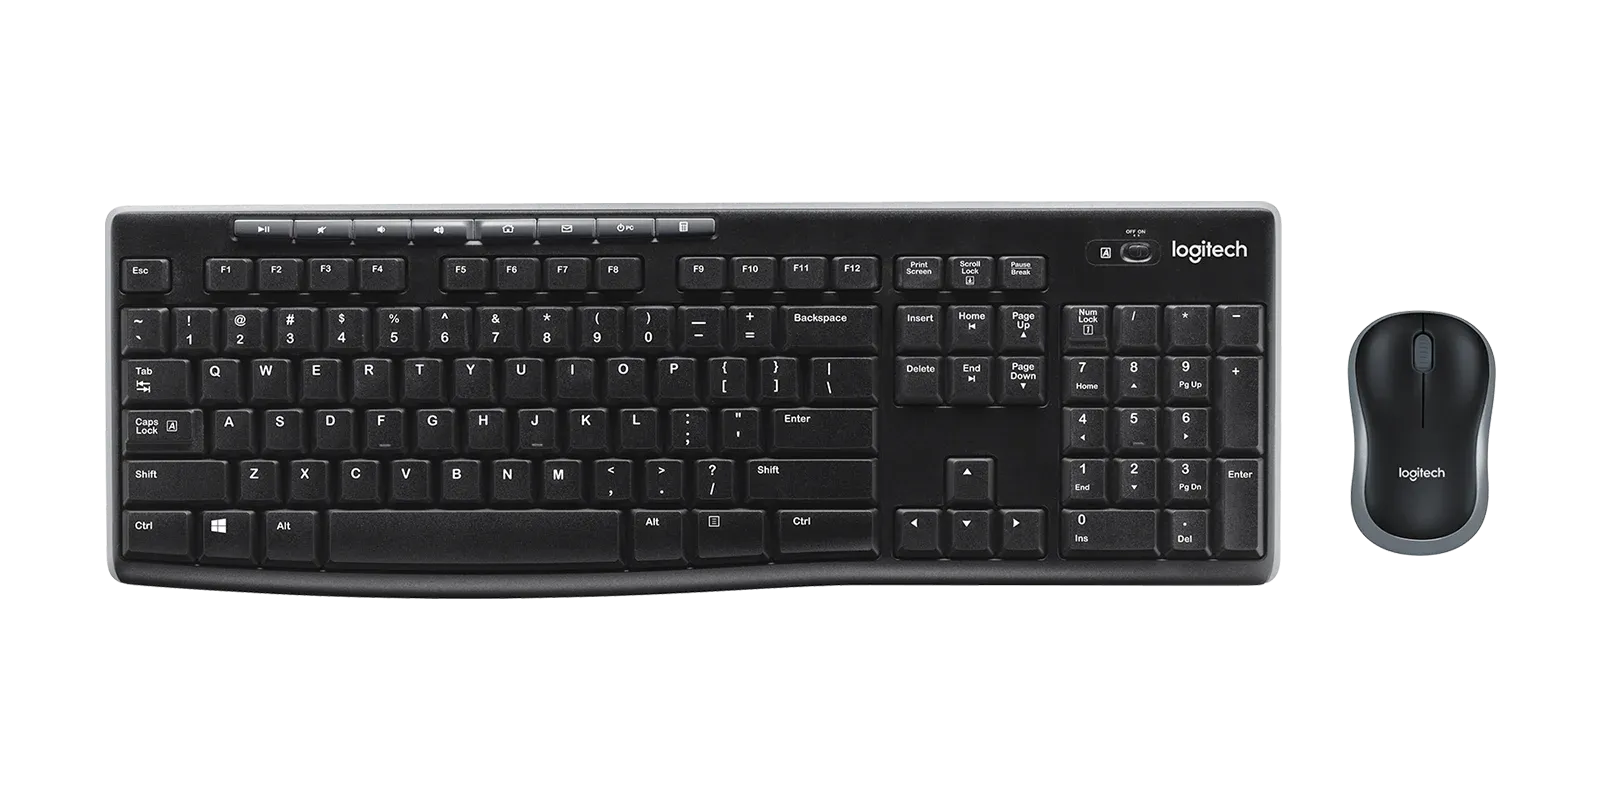 PC
OFF ON
A
logitech
Esc
F1
F2
F3
F4
F5
F6
F7
F8
F9
F10
F11
F12
Print
Screen
Scroll
Lock
Pause
Break
~
`
!
1
@
2
#
3
$
4
%
5
^
6
&
7
*
8
(
9
)
0
—
-
+
=
Backspace
Insert
Home
Page
Up
Num
Lock
1
/
*
-
Tab
Q
W
E
R
T
Y
U
I
O
P
{
[
}
]
|
\
Delete
End
Page
Down
7
Home
8
9
Pg Up
+
Caps
Lock
A
A
S
D
F
G
H
J
K
L
:
;
"
'
Enter
4
5
6
Shift
Z
X
C
V
B
N
M
<
,
>
.
?
/
Shift
1
End
2
3
Pg Dn
Enter
Ctrl
Alt
Alt
Ctrl
0
Ins
.
Del
logitech